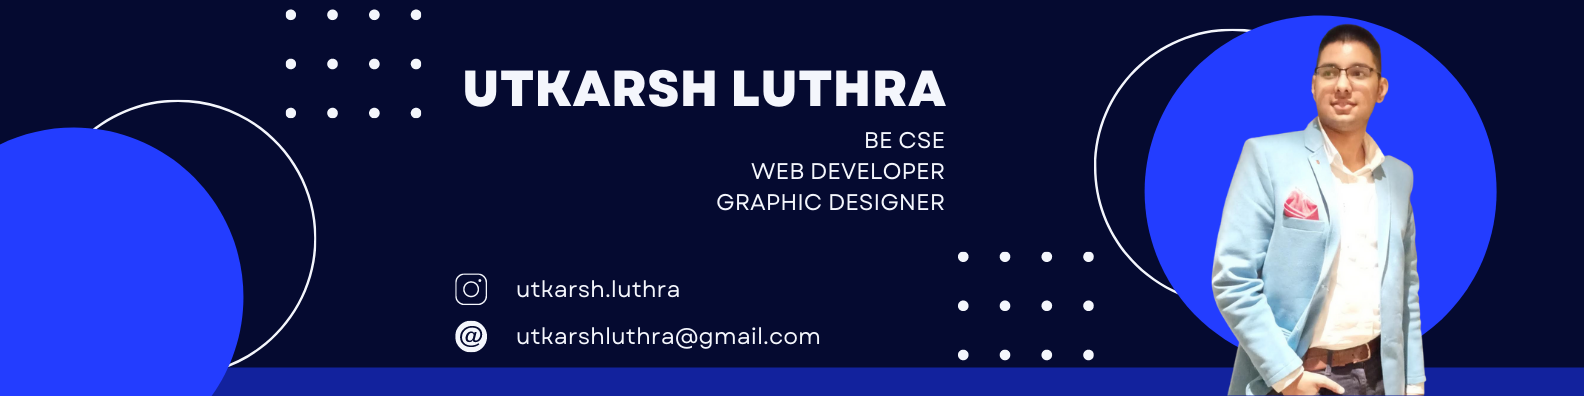 UTKARSH LUTHRA
BE CSE
WEB DEVELOPER
GRAPHIC DESIGNER
utkarsh.luthra
@ utkarshluthra@gmail.com